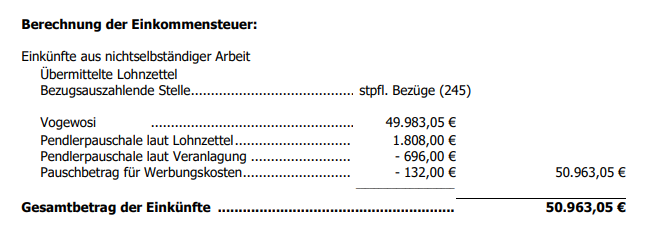 Berechnung der Einkommensteuer:
Einkünfte aus nichtselbständiger Arbeit
Übermittelte Lohnzettel
Bezugsauszahlende Stelle....................................... stpfl. Bezüge (245)
Vogewosi ................................................. 49.983,05 €
Pendlerpauschale laut Lohnzettel............................ 1.808,00 €
Pendlerpauschale laut Veranlagung ........................ - 696,00 €
Pauschbetrag für Werbungskosten.......................... - 132,00 € 50.963,05 €
Gesamtbetrag der Einkünfte ......................................................... 50.963,05 €